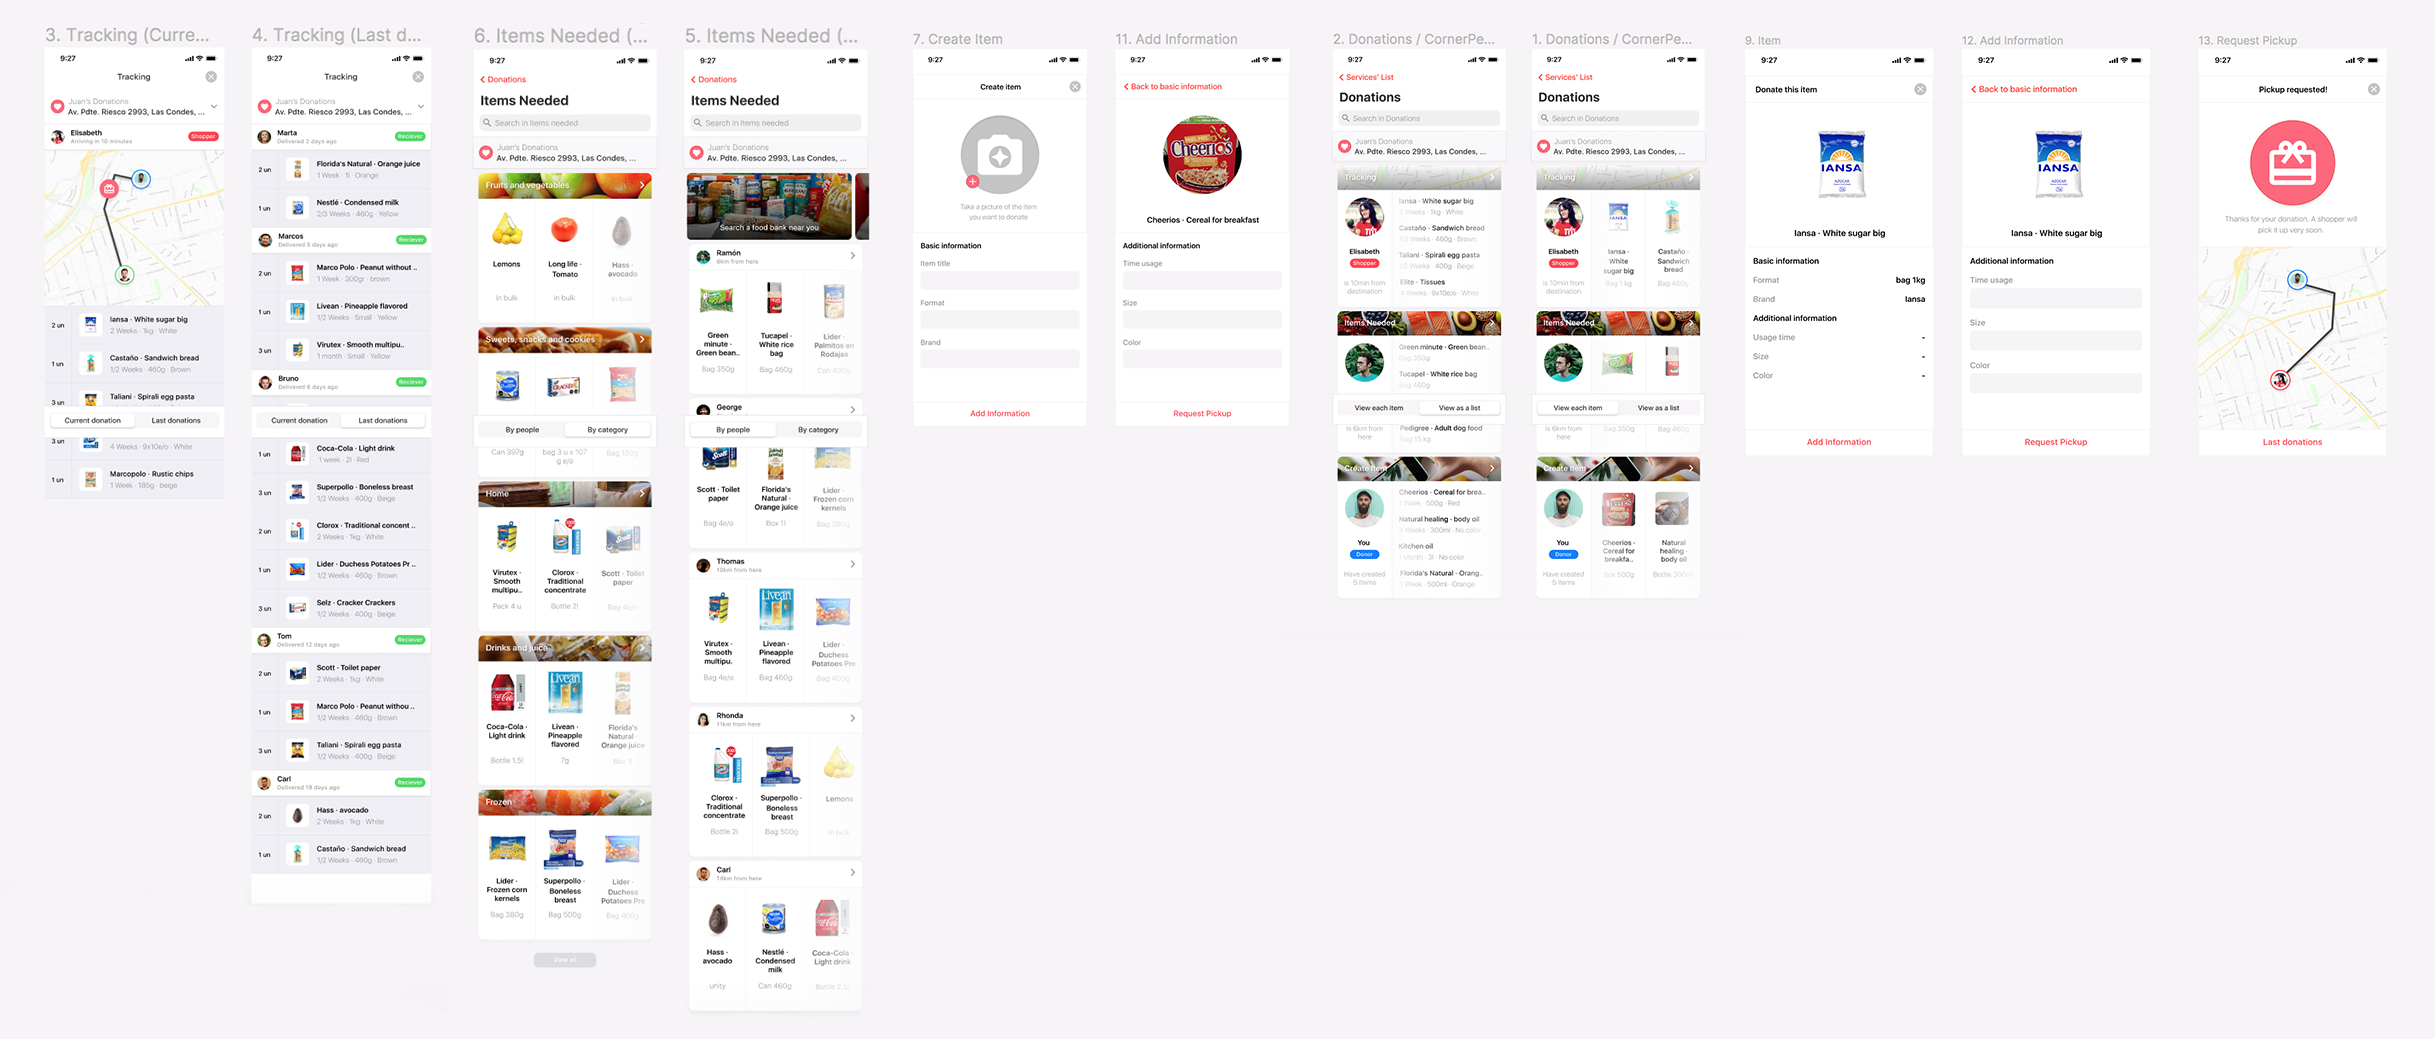 3. Tracking (Curre...
9:27
Tracking
Juan's Donations
Av. Pdte. Riesco 2993, Las Condes, ...
Elisabeth
Arriving in 10 minutes
Shopper
2 un
Iansa · White sugar big
2 Weeks · 1kg · White
1 un
Castaño · Sandwich bread
1/2 Weeks · 460g · Brown
3 un
Taliani · Spirali egg pasta
Current donation
Last donations
3 un
4 Weeks · 9x10e/o · White
1 un
Marcopolo · Rustic chips
1 Week · 185g · beige
4. Tracking (Last d...
9:27
Tracking
Juan's Donations
Av. Pdte. Riesco 2993, Las Condes, ...
Marta
Delivered 2 days ago
Reciever
2 un
Florida's Natural · Orange juice
1 Week · 1l · Orange
1 un
Nestlé · Condensed milk
2/3 Weeks · 460g · Yellow
Marcos
Delivered 5 days ago
Reciever
2 un
Marco Polo · Peanut without ..
1 Week · 300gr · brown
1 un
Livean · Pineapple flavored
1/2 Weeks · Small · Yellow
3 un
Virutex · Smooth multipu..
1 month · Small · Yellow
Bruno
Delivered 6 days ago
Reciever
Current donation
Last donations
1 un
Coca-Cola · Light drink
1 week · 2l · Red
3 un
Superpollo · Boneless breast
1/2 Weeks · 400g · Beige
2 un
Clorox · Traditional concent ..
2 Weeks · 1kg · White
1 un
Lider · Duchess Potatoes Pr ..
1/2 Weeks · 460g · Brown
3 un
Selz · Cracker Crackers
1/2 Weeks · 400g · Beige
Tom
Delivered 12 days ago
Reciever
2 un
Scott · Toilet paper
2 Weeks · 1kg · White
1 un
Marco Polo · Peanut withou ..
1/2 Weeks · 460g · Brown
3 un
Taliani · Spirali egg pasta
1/2 Weeks · 400g · Beige
Carl
Delivered 18 days ago
Reciever
2 un
Hass · avocado
2 Weeks · 1kg · White
1 un
Castaño · Sandwich bread
1/2 Weeks · 460g · Brown
6. Items Needed (...
9:27
Donations
Items Needed
Search in Items needed
Juan's Donations
Av. Pdte. Riesco 2993, Las Condes, ...
Fruits and vegetables
Lemons
In bulk
Long life ·
Tomato
In bulk
Hass ·
avocado
In bulk
Sweets, snacks and cookies
By people
By category
Can 397g
bag 3 u x 107
g e/o
Bag 180g
Home
Virutex ·
Smooth
multipu..
Pack 4 u
Clorox ·
Traditional
concentrate
Bottle 2l
Scott · Toilet
paper
Bag 4e/o
Drinks and juice
Coca-Cola ·
Light drink
Bottle 1.5l
Livean ·
Pineapple
flavored
7g
Florida's
Natural ·
Orange juice
Box 1l
Frozen
Lider ·
Frozen corn
kernels
Bag 380g
Superpollo ·
Boneless
breast
Bag 500g
Lider ·
Duchess
Potatoes Pre
Bag 400g
View all
5. Items Needed (...
9:27
Donations
Items Needed
Search in Items needed
Juan's Donations
Av. Pdte. Riesco 2993, Las Condes, ...
Search a food bank near you
Ramón
6km from here
Green
minute ·
Green bean..
Bag 350g
Tucapel ·
White rice
bag
Bag 460g
Lider ·
Palmitos en
Rodajas
Can 400g
George
By people
By category
Scott · Toilet
paper
Bag 4e/o
Florida's
Natural ·
Orange juice
Box 1l
Lider ·
Frozen corn
kernels
Bag 380g
Thomas
10km from here
Virutex ·
Smooth
multipu.
Bag 4e/o
Livean ·
Pineapple
flavored
Bag 460g
Lider ·
Duchess
Potatoes Pre
Bag 400g
Rhonda
11km from here
Clorox ·
Traditional
concentrate
Bottle 2l
Superpollo ·
Boneless
breast
Bag 500g
Lemons
In bulk
Carl
14km from here
Hass ·
avocado
unity
Nestlé ·
Condensed
milk
Can 460g
Coca-Cola ·
Light drink
Bottle 2.5l
7. Create Item
9:27
Create item
Take a picture of the item
you want to donate
Basic information
Item title
Format
Brand
Add Information
11. Add Information
9:27
Back to basic information
Cheerios
Cheerios · Cereal for breakfast
Additional information
Time usage
Size
Color
Request Pickup
2. Donations / CornerPe...
9:27
Services' List
Donations
Search in Donations
Juan's Donations
Av. Pdte. Riesco 2993, Las Condes, ...
Tracking
Elisabeth
Shopper
is 10min from
destination
Iansa · White sugar big
2 Weeks · 1kg · White
Castaño · Sandwich bread
1/2 Weeks · 460g · Brown
Taliani · Spirali egg pasta
1/2 Weeks · 400g · Beige
Elite · Tissues
4 Weeks · 9x10e/o · White
Items Needed
Green minute · Green bean..
Bag 350g
Tucapel · White rice bag
Bag 460g
View each item
View as a list
Is 6km from
here
Pedigree · Adult dog food
Bag 15 kg
Create Item
You
Donor
Have created
5 Items
Cheerios · Cereal for brea..
1 Week · 500g · Red
Natural healing · body oil
3 Weeks · 300ml · No color
Kitchen oil
1 Month · 3l · No color
Florida's Natural · Orang..
1 Week · 500ml · Orange
1. Donations / CornerPe...
9:27
Services' List
Donations
Search in Donations
Juan's Donations
Av. Pdte. Riesco 2993, Las Condes, ...
Tracking
Elisabeth
Shopper
is 10min from
destination
Iansa ·
White
sugar big
Bag 1 kg
Castaño ·
Sandwich
bread
Bag 460g
Items Needed
View each item
View as a list
Is 6km from
here
Bag 350g
Bag 460g
Create Item
You
Donor
Have created
5 Items
Cheerios ·
Cereal for
breakfa..
Box 500g
Natural
healing ·
body oil
Bottle 300ml
9. Item
9:27
Donate this item
IANSA
AZÚCAR
Iansa · White sugar big
Basic information
Format
bag 1kg
Brand
Iansa
Additional information
Usage time
-
Size
-
Color
-
Add Information
12. Add Information
9:27
Back to basic information
IANSA
AZÚCAR
Iansa · White sugar big
Additional information
Time usage
Size
Color
Request Pickup
13. Request Pickup
9:27
Pickup requested!
Thanks for your donation. A shopper will
pick it up very soon.
Last donations